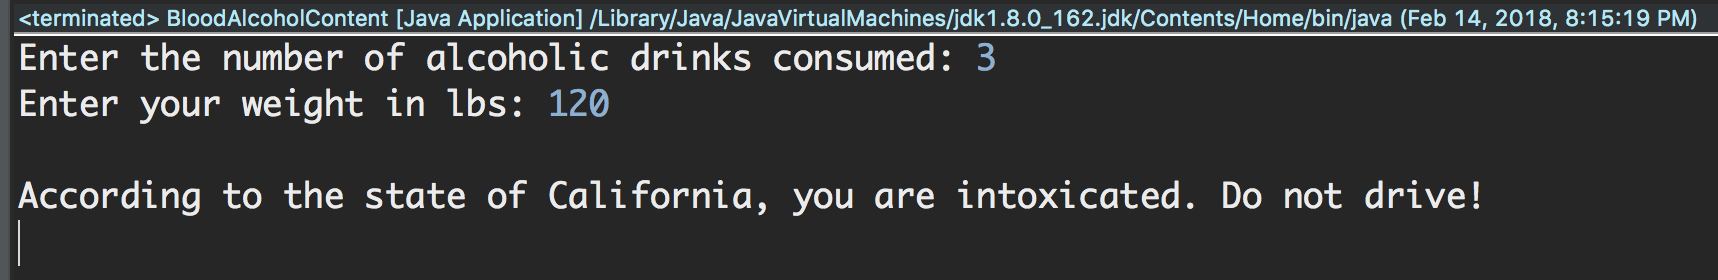 <terminated> BloodAlcoholContent [Java Application] /Library/Java/JavaVirtualMachines/jdk1.8.0_162.jdk/Contents/Home/bin/java (Feb 14, 2018, 8:15:19 PM)
Enter the number of alcoholic drinks consumed: 3
Enter your weight in lbs: 120
According to the state of California, you are intoxicated. Do not drive!